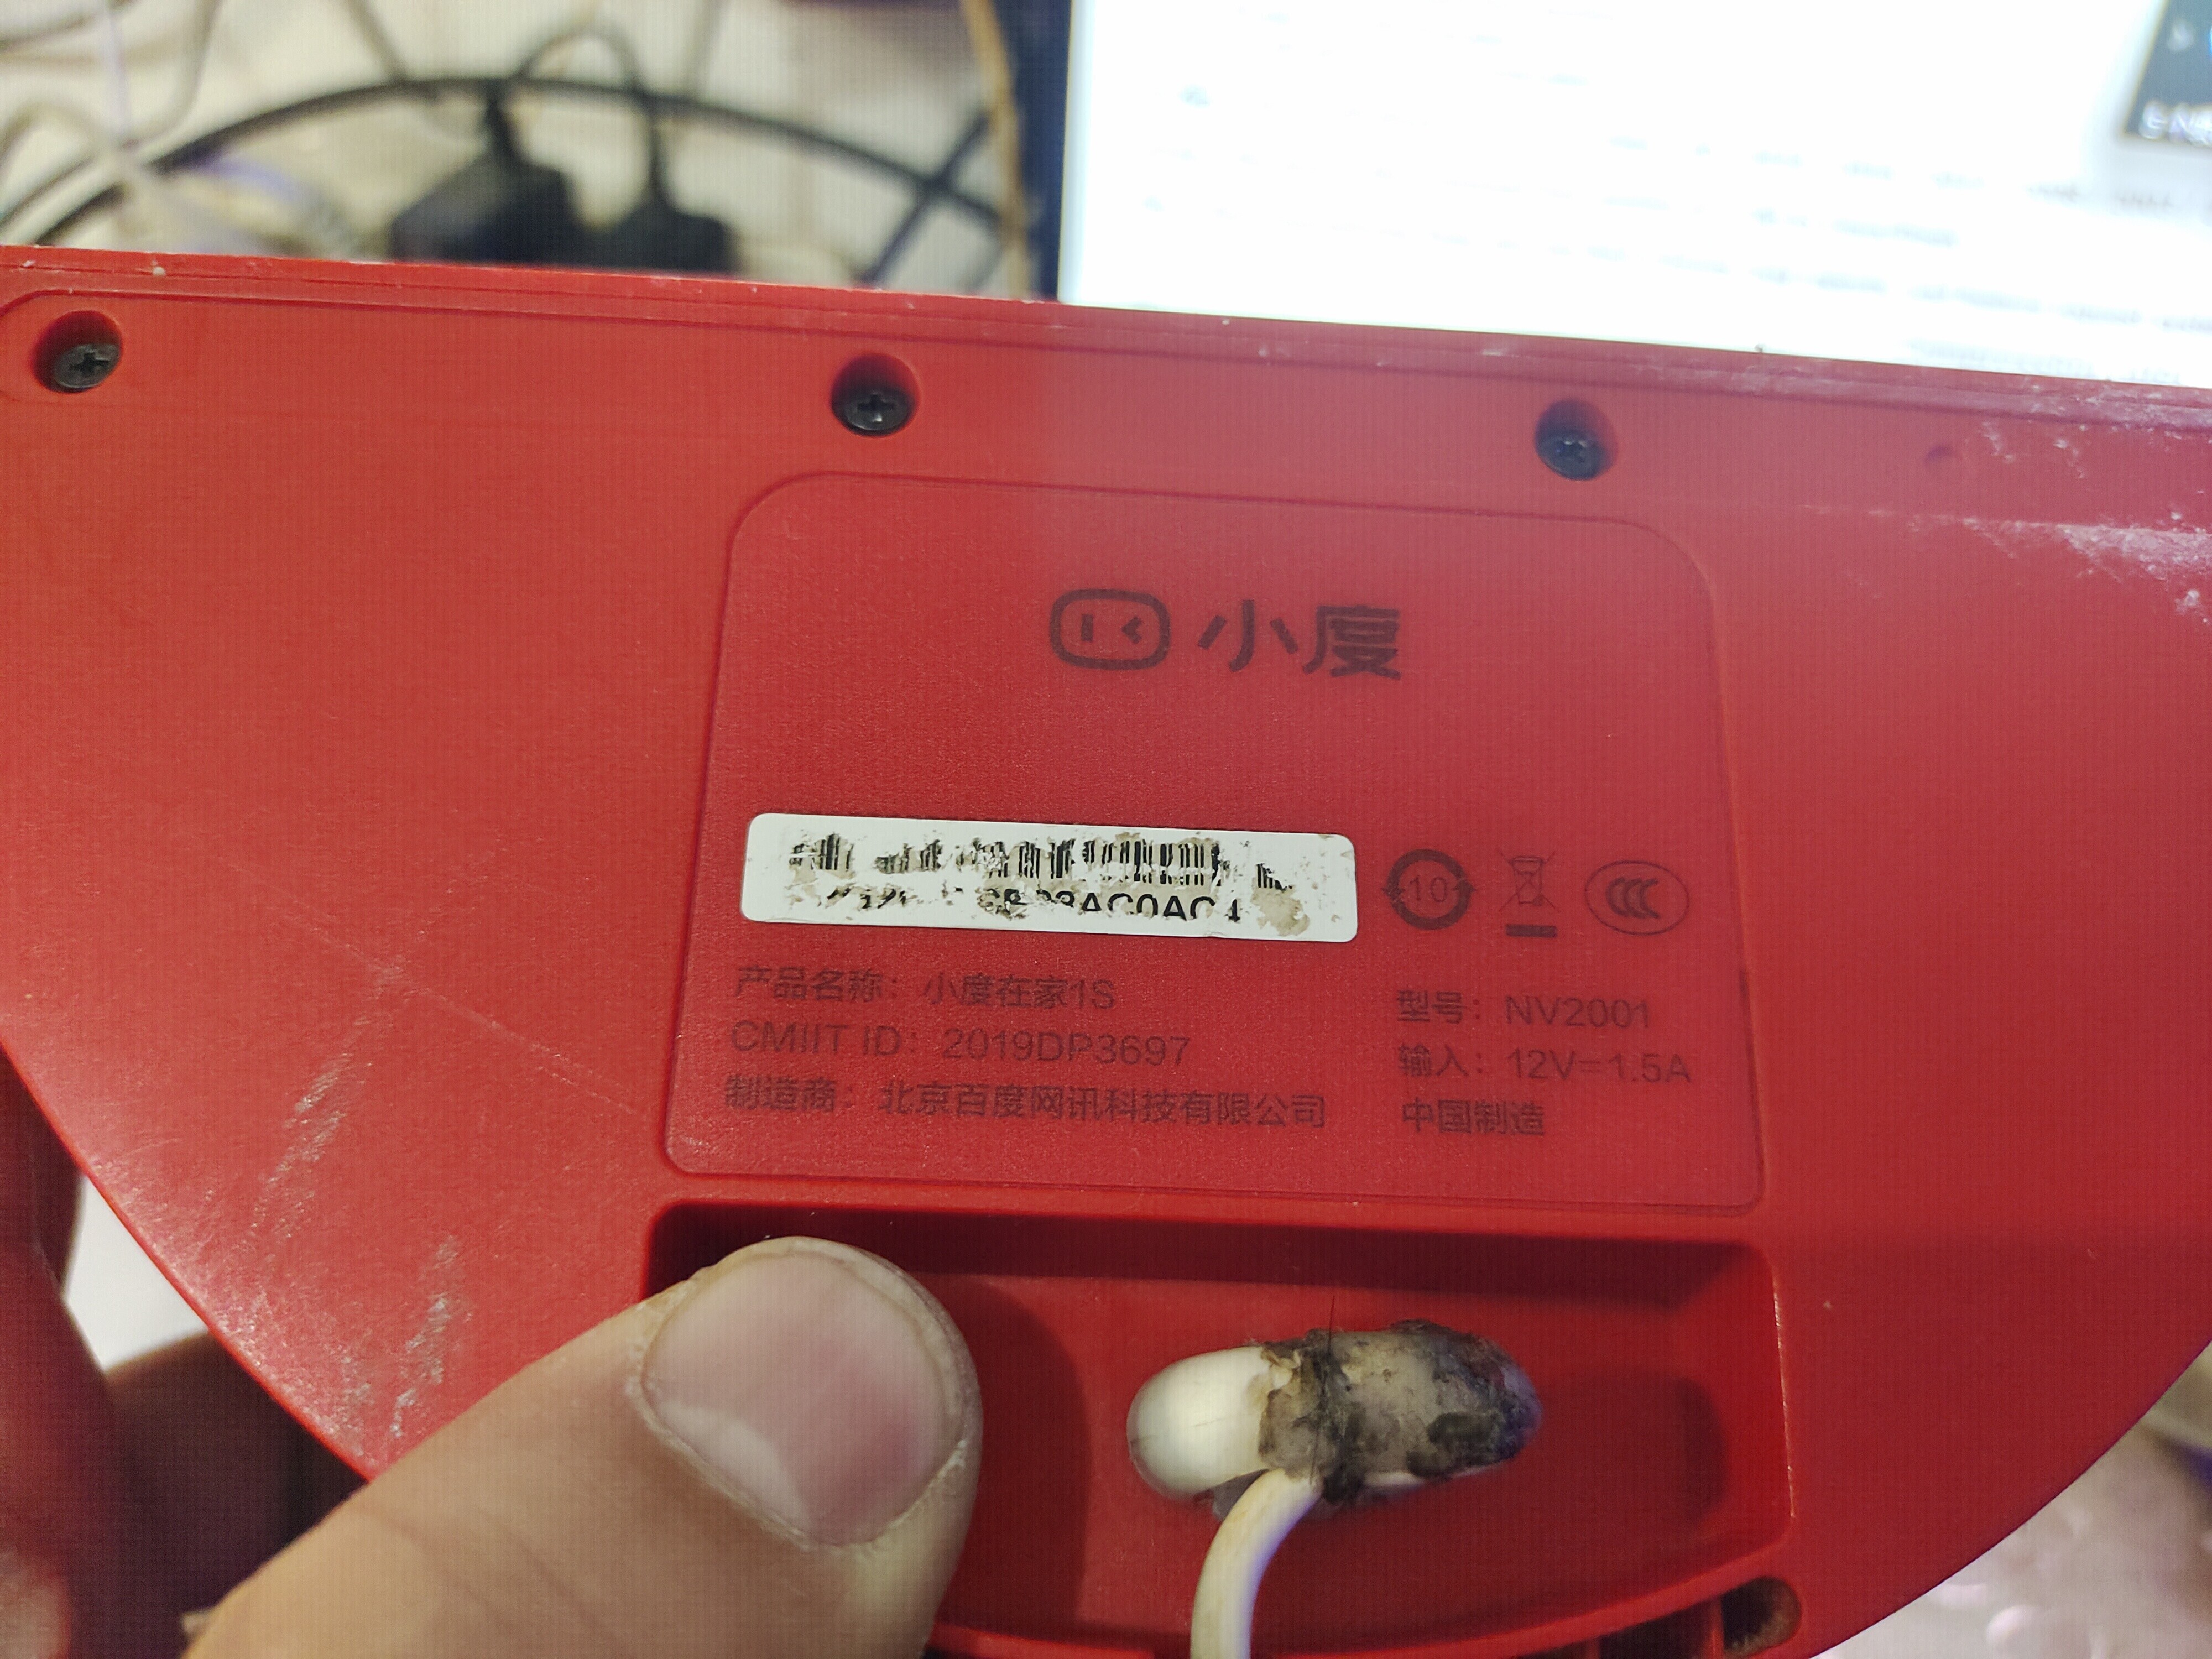 小度
10
产品名称：小度在家1S
型号：NV2001
CMIIT ID：2019DP3697
输入：12V=1.5A
制造商：北京百度网讯科技有限公司
中国制造